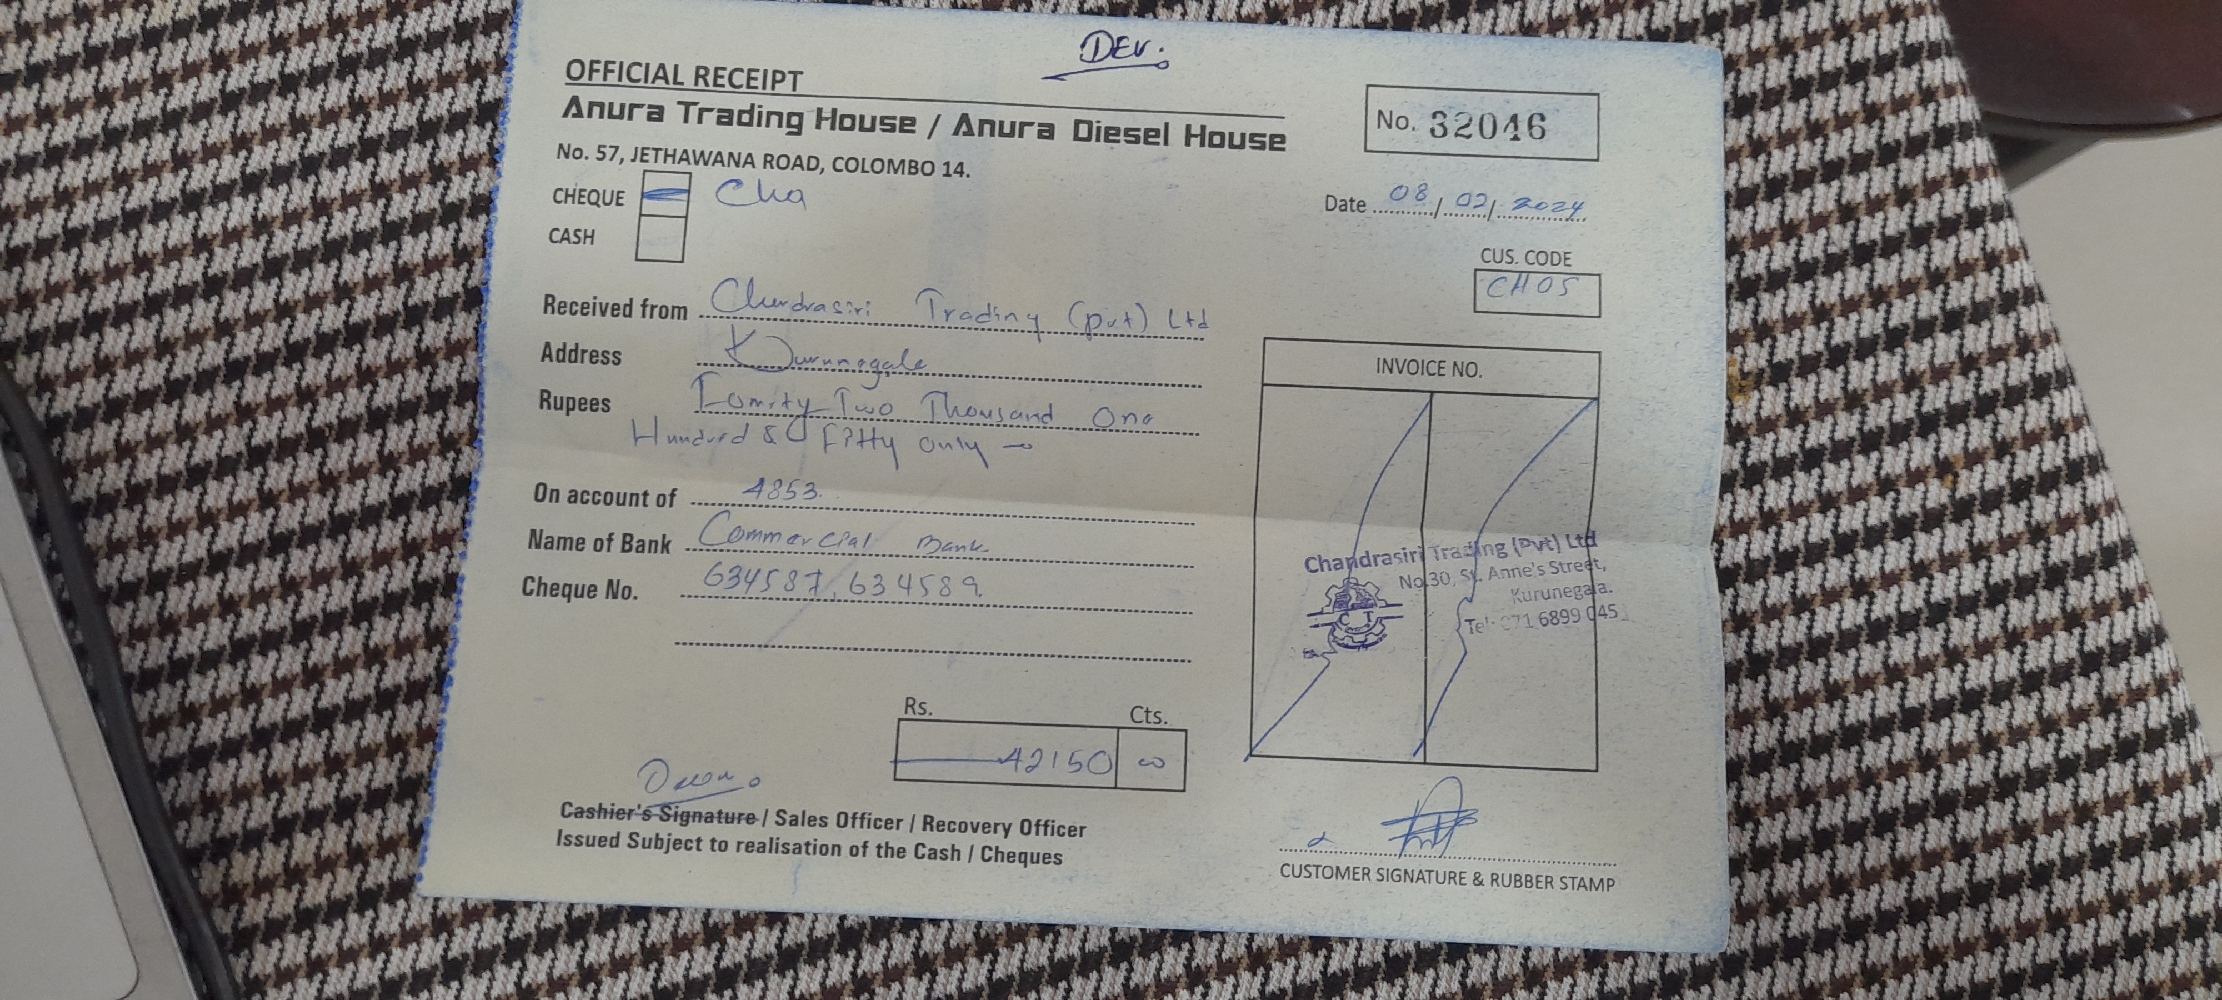 DEV.
OFFICIAL RECEIPT
Anura Trading House / Anura Diesel House
No. 32046
No. 57, JETHAWANA ROAD, COLOMBO 14.
CHEQUE Cha
CASH
Date 08/02/2024
CUS. CODE
CH05
Received from Chandrasiri Trading (pvt) Ltd
Address Kurunegale
Rupees Two Thousand One
Hundred & Fifty only
INVOICE NO.
On account of 4853.
Name of Bank Commercial Bank
Cheque No. 634587, 634589.
Chandrasiri Trading (Pvt) Ltd
No.30, St. Anne's Street,
Kurunegala.
Tel: 071 6899 045
Rs. Cts.
42150 00
Cashier's Signature / Sales Officer / Recovery Officer
Issued Subject to realisation of the Cash / Cheques
CUSTOMER SIGNATURE & RUBBER STAMP